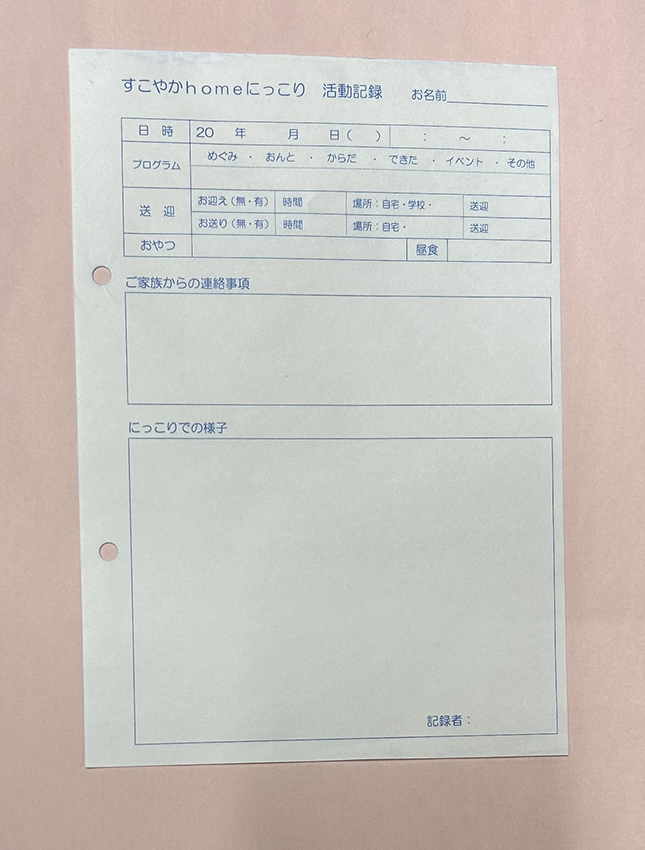 すこやかhomeにっこり 活動記録 お名前
日 時 20 年 月 日( ) : ~ :
プログラム めぐみ ・ おんと ・ からだ ・ できた ・ イベント ・ その他
送 迎 お迎え(無・有) 時間 場所:自宅・学校・ 送迎
お送り(無・有) 時間 場所:自宅・ 送迎
おやつ 昼食
ご家族からの連絡事項
にっこりでの様子
記録者: